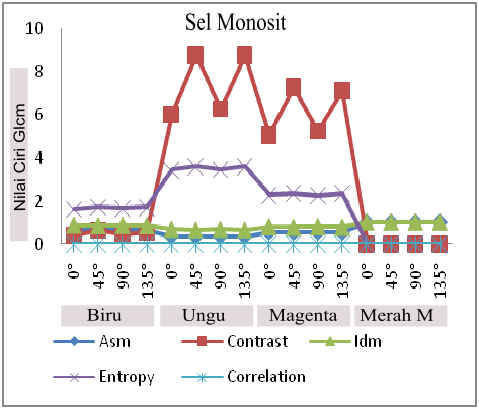 Sel Monosit
10
8
6
4
2
0
Nilai Ciri Glcm
0° 45° 90° 135° 0° 45° 90° 135° 0° 45° 90° 135° 0° 45° 90° 135°
Biru Ungu Magenta Merah M
Asm Contrast Idm
Entropy Correlation